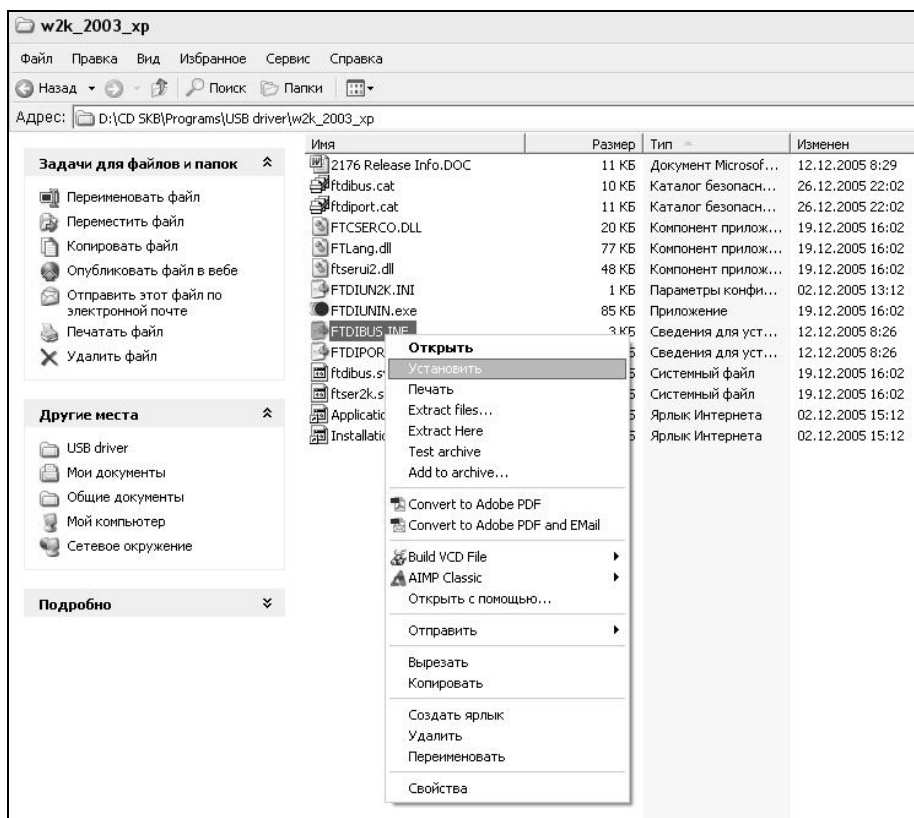 w2k_2003_xp
Файл Правка Вид Избранное Сервис Справка
Назад Поиск Папки
Адрес: D:\CD SKB\Programs\USB driver\w2k_2003_xp
Задачи для файлов и папок
Переименовать файл
Переместить файл
Копировать файл
Опубликовать файл в вебе
Отправить этот файл по
электронной почте
Печатать файл
Удалить файл
Другие места
USB driver
Мои документы
Общие документы
Мой компьютер
Сетевое окружение
Подробно
Имя Размер Тип Изменен
2176 Release Info.DOC 11 КБ Документ Microsof... 12.12.2005 8:29
ftdibus.cat 10 КБ Каталог безопасн... 26.12.2005 22:02
ftdiport.cat 11 КБ Каталог безопасн... 26.12.2005 22:02
FTCSERCO.DLL 20 КБ Компонент прилож... 19.12.2005 16:02
FTLang.dll 77 КБ Компонент прилож... 19.12.2005 16:02
ftserui2.dll 48 КБ Компонент прилож... 19.12.2005 16:02
FTDIUN2K.INI 1 КБ Параметры конфи... 02.12.2005 13:12
FTDIUNIN.exe 85 КБ Приложение 19.12.2005 16:02
FTDIBUS.INF 3 КБ Сведения для уст... 12.12.2005 8:26
FTDIPOR Сведения для уст... 12.12.2005 8:26
ftdibus.s Системный файл 19.12.2005 16:02
ftser2k.s Системный файл 19.12.2005 16:02
Applicatio Ярлык Интернета 02.12.2005 15:12
Installatio Ярлык Интернета 02.12.2005 15:12
Открыть
Установить
Печать
Extract files...
Extract Here
Test archive
Add to archive...
Convert to Adobe PDF
Convert to Adobe PDF and EMail
Build VCD File
AIMP Classic
Открыть с помощью...
Отправить
Вырезать
Копировать
Создать ярлык
Удалить
Переименовать
Свойства